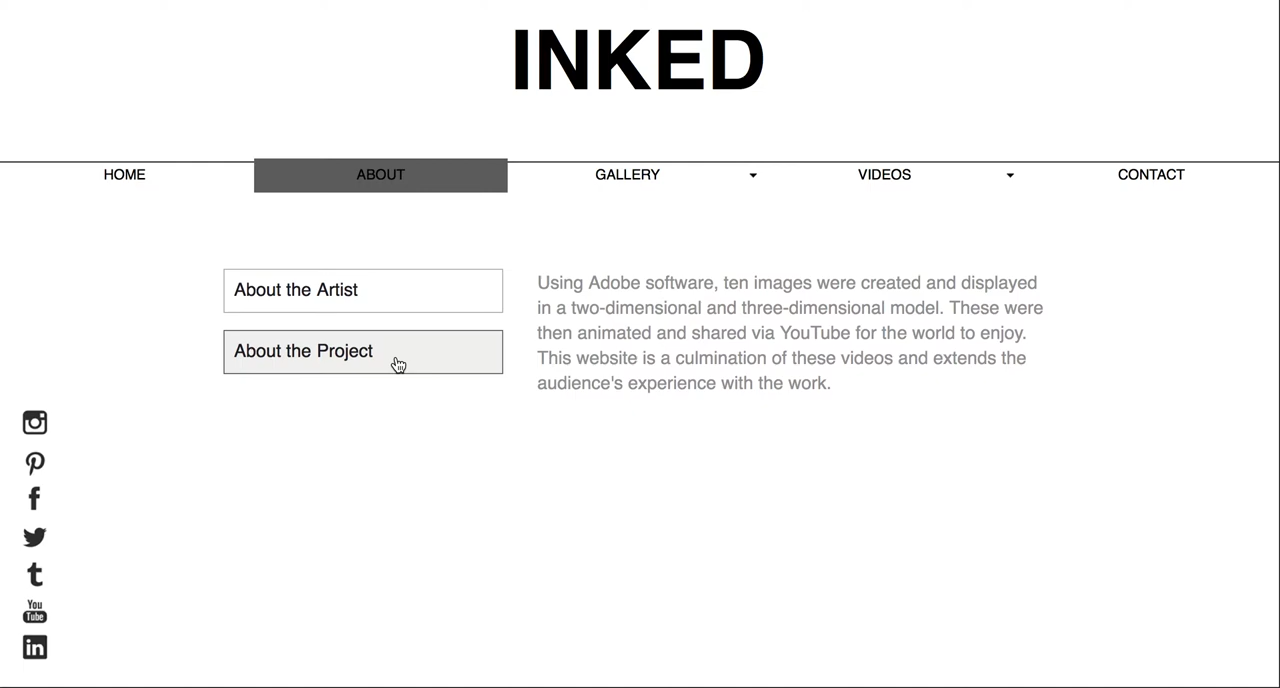 INKED
HOME ABOUT GALLERY VIDEOS CONTACT
About the Artist
About the Project
Using Adobe software, ten images were created and displayed
in a two-dimensional and three-dimensional model. These were
then animated and shared via YouTube for the world to enjoy.
This website is a culmination of these videos and extends the
audience's experience with the work.
You
Tube
in